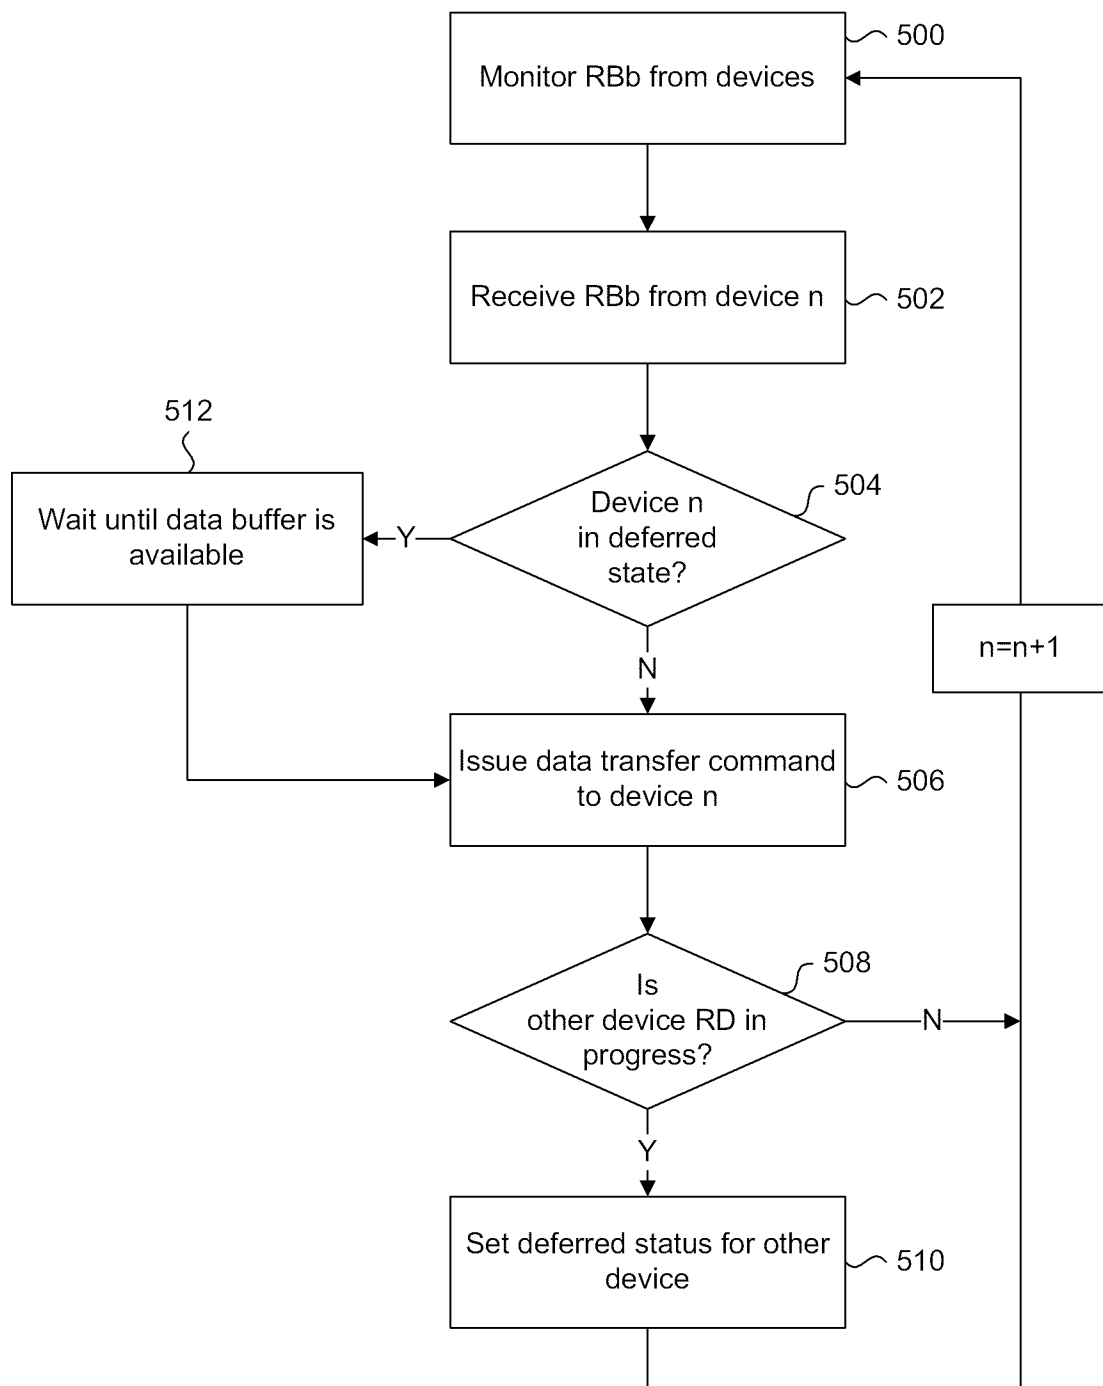 500
Monitor RBb from devices
Receive RBb from device n
502
512
Wait until data buffer is
available
Y
Device n
in deferred
state?
504
N
n=n+1
Issue data transfer command
to device n
506
Is
other device RD in
progress?
508
N
Y
Set deferred status for other
device
510